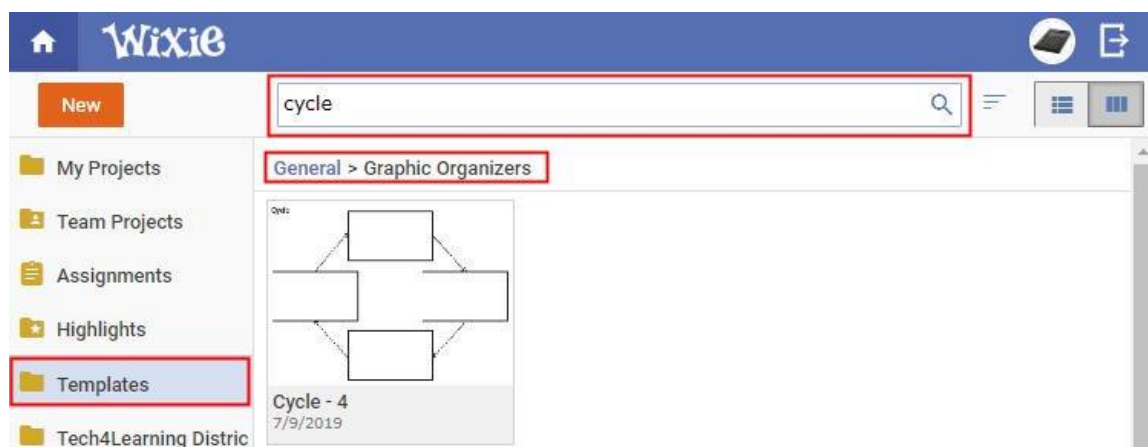 Wixie
New
cycle
My Projects
General > Graphic Organizers
Team Projects
Assignments
Highlights
Templates
Tech4Learning Distric
Cycle
Cycle - 4
7/9/2019